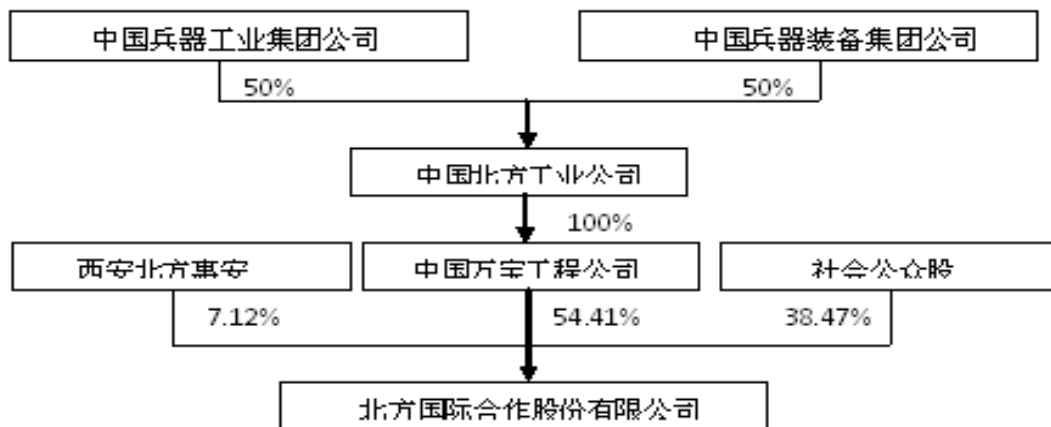 中国兵器工业集团公司 中国兵器装备集团公司
50% 50%
中国北方工业公司
100%
西安北方惠安 中国万宝工程公司 社会公众股
7.12% 54.41% 38.47%
北方国际合作股份有限公司